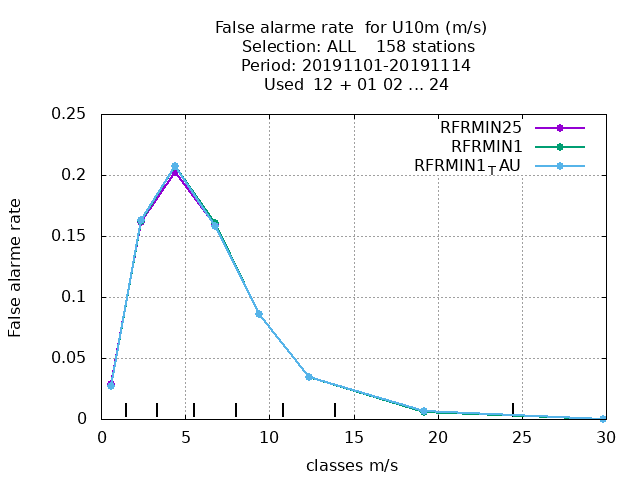 False alarme rate  for U10m (m/s)
Selection: ALL    158 stations
Period: 20191101-20191114
Used  12 + 01 02 ... 24
RFRMIN25
RFRMIN1
RFRMIN1TAU
False alarme rate
0.25
0.2
0.15
0.1
0.05
0
0 5 10 15 20 25 30
classes m/s